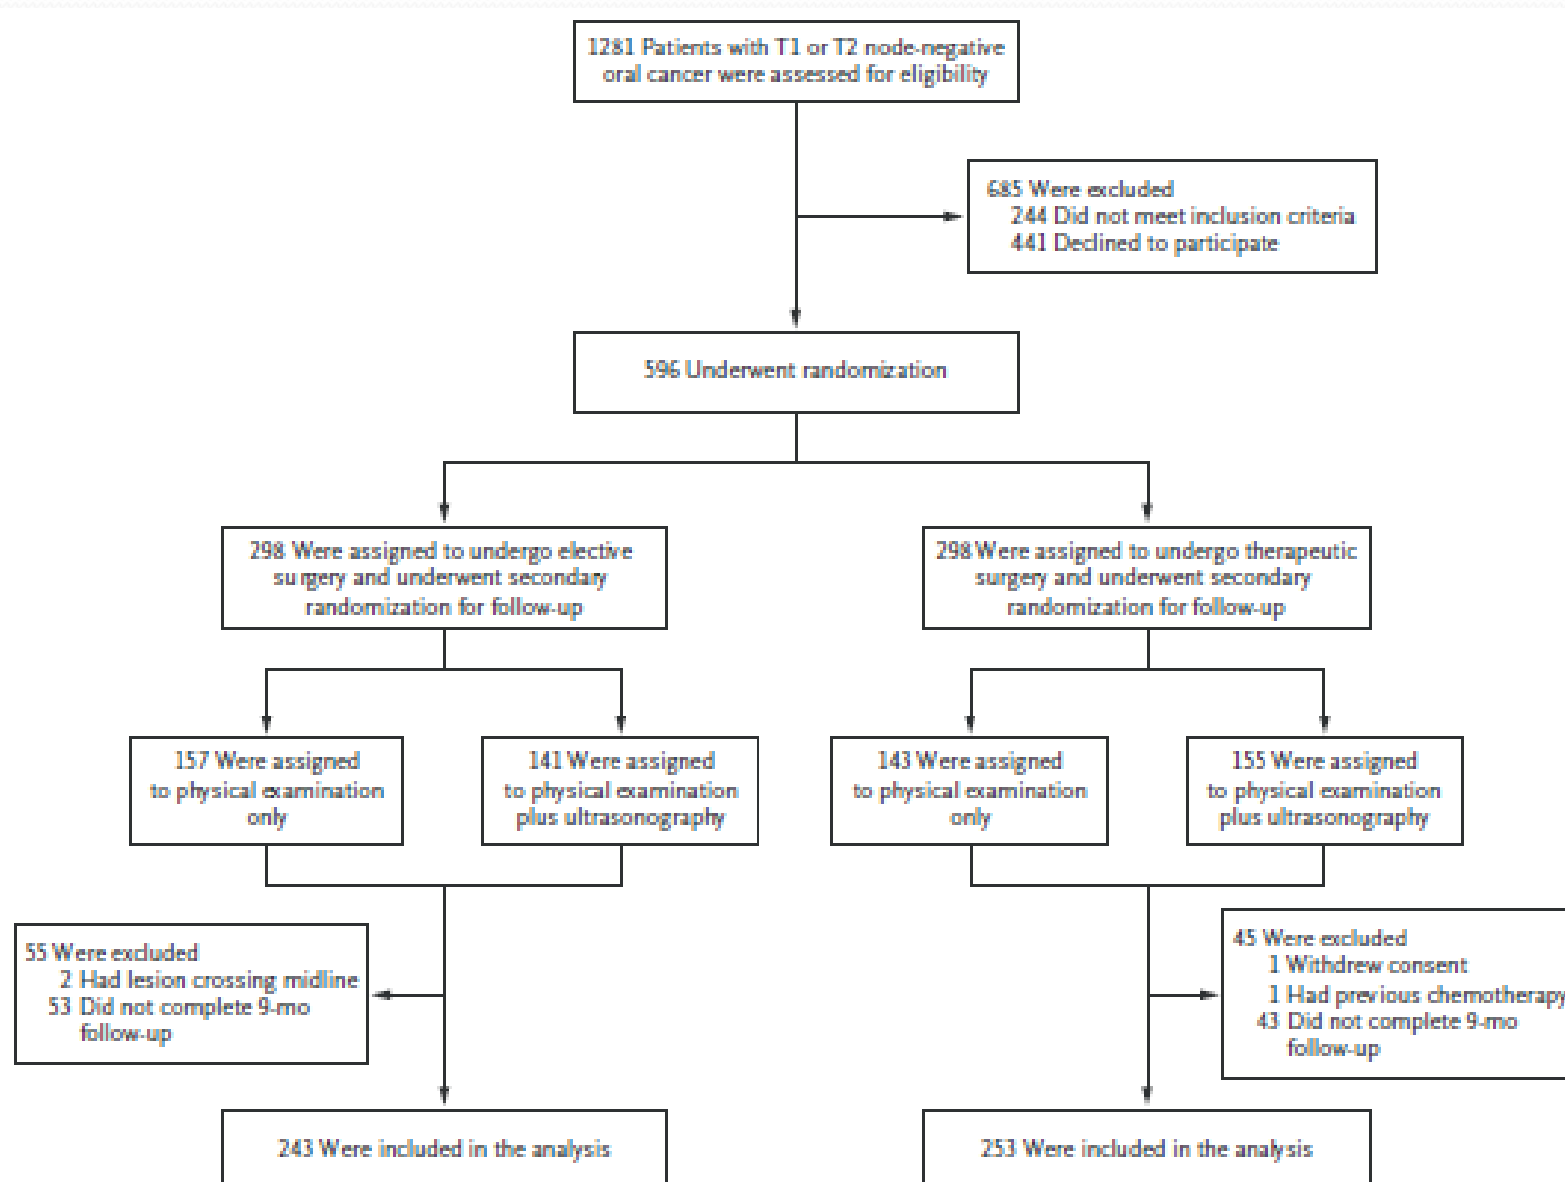 1281 Patients with T1 or T2 node-negative
oral cancer were assessed for eligibility
685 Were excluded
244 Did not meet inclusion criteria
441 Declined to participate
596 Underwent randomization
298 Were assigned to undergo elective
surgery and underwent secondary
randomization for follow-up
298 Were assigned to undergo therapeutic
surgery and underwent secondary
randomization for follow-up
157 Were assigned
to physical examination
only
141 Were assigned
to physical examination
plus ultrasonography
143 Were assigned
to physical examination
only
155 Were assigned
to physical examination
plus ultrasonography
55 Were excluded
2 Had lesion crossing midline
53 Did not complete 9-mo
follow-up
45 Were excluded
1 Withdrew consent
1 Had previous chemotherapy
43 Did not complete 9-mo
follow-up
243 Were included in the analysis
253 Were included in the analysis